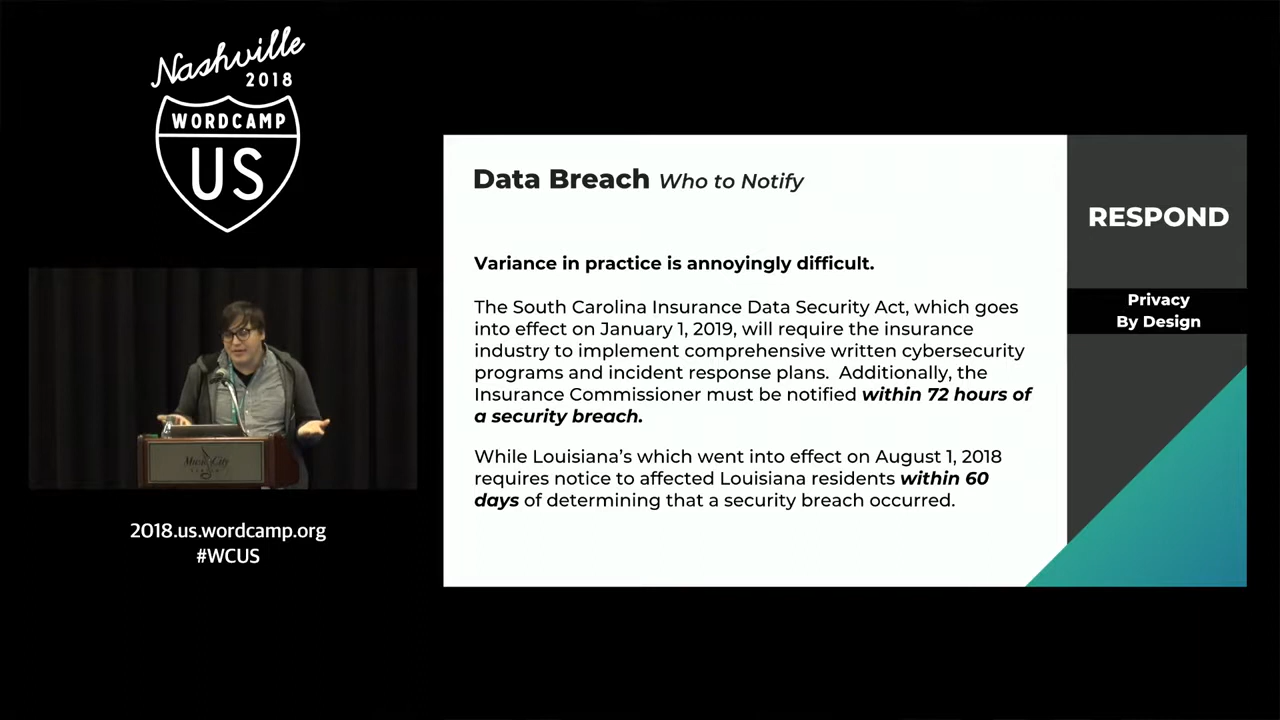 Nashville
2018
WORDCAMP
US
2018.us.wordcamp.org
#WCUS
Data Breach Who to Notify
Variance in practice is annoyingly difficult.
The South Carolina Insurance Data Security Act, which goes
into effect on January 1, 2019, will require the insurance
industry to implement comprehensive written cybersecurity
programs and incident response plans.  Additionally, the
Insurance Commissioner must be notified within 72 hours of
a security breach.
While Louisiana's which went into effect on August 1, 2018
requires notice to affected Louisiana residents within 60
days of determining that a security breach occurred.
RESPOND
Privacy
By Design
Music City